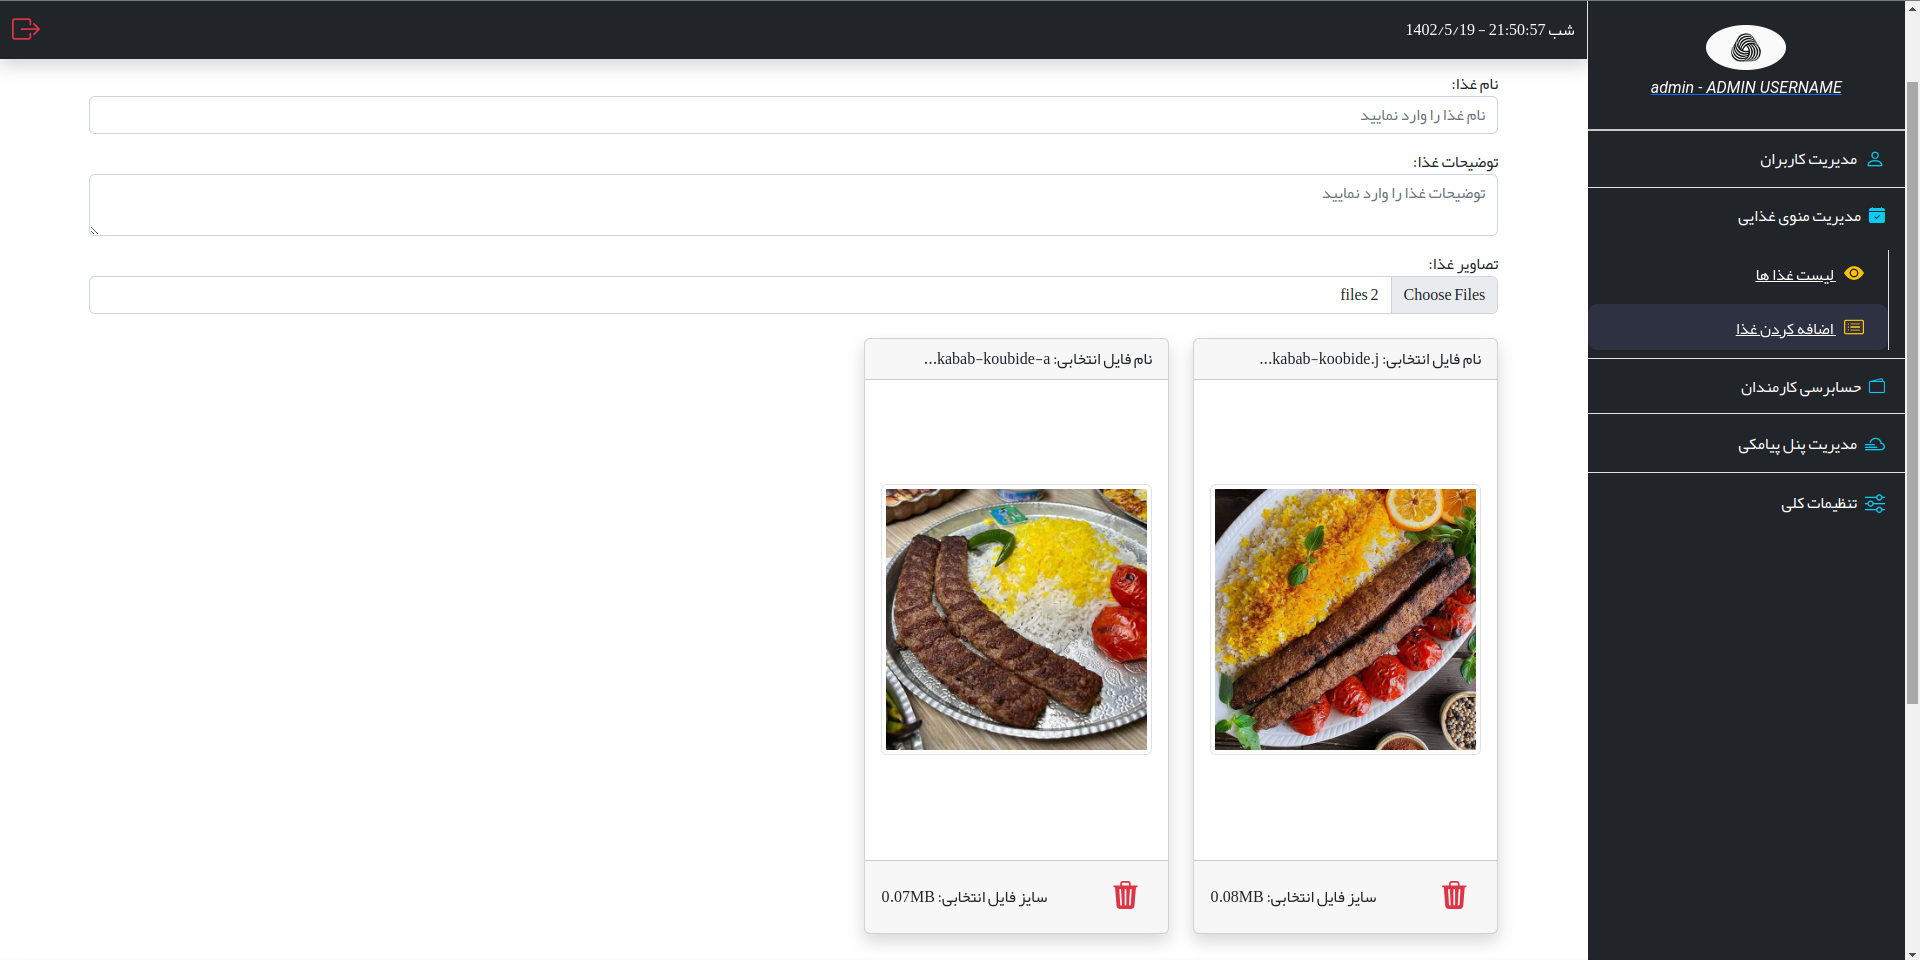 شب 21:50:57 - 1402/5/19
admin - ADMIN USERNAME
مدیریت کاربران
مدیریت منوی غذایی
لیست غذا ها
اضافه کردن غذا
حسابرسی کارمندان
مدیریت پنل پیامکی
تنظیمات کلی
نام غذا:
نام غذا را وارد نمایید
توضیحات غذا:
توضیحات غذا را وارد نمایید
تصاویر غذا:
Choose Files
2 files
نام فایل انتخابی: kabab-koobide.j...
سایز فایل انتخابی: 0.08MB
نام فایل انتخابی: kabab-koubide-a...
سایز فایل انتخابی: 0.07MB